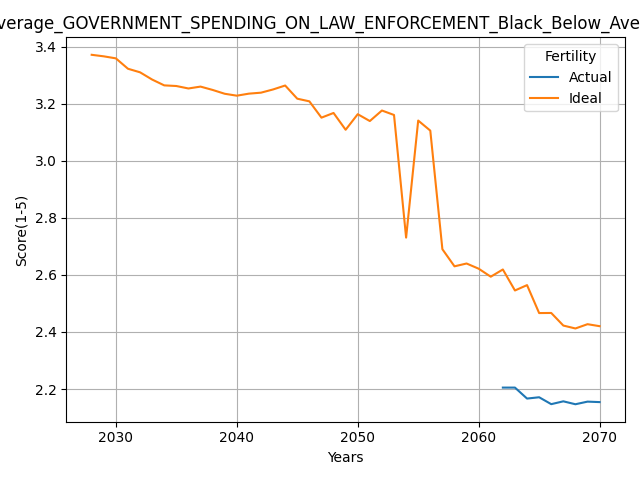 verage_GOVERNMENT_SPENDING_ON_LAW_ENFORCEMENT_Black_Below_Ave
3.4
3.2
3.0
2.8
2.6
2.4
2.2
Score(1-5)
Fertility
Actual
Ideal
2030 2040 2050 2060 2070
Years